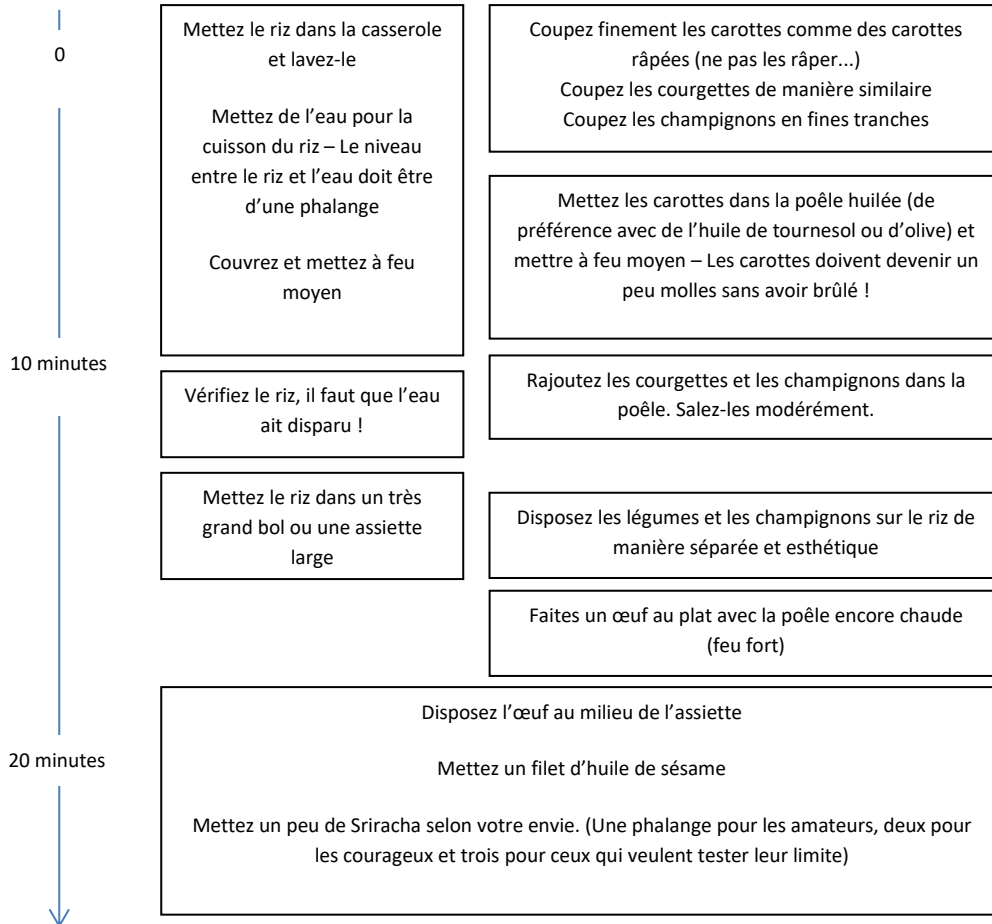 0
Mettez le riz dans la casserole
et lavez-le
Mettez de l’eau pour la
cuisson du riz – Le niveau
entre le riz et l’eau doit être
d’une phalange
Couvrez et mettez à feu
moyen
Coupez finement les carottes comme des carottes
râpées (ne pas les râper...)
Coupez les courgettes de manière similaire
Coupez les champignons en fines tranches
Mettez les carottes dans la poêle huilée (de
préférence avec de l’huile de tournesol ou d’olive) et
mettre à feu moyen – Les carottes doivent devenir un
peu molles sans avoir brûlé !
10 minutes
Vérifiez le riz, il faut que l’eau
ait disparu !
Rajoutez les courgettes et les champignons dans la
poêle. Salez-les modérément.
Mettez le riz dans un très
grand bol ou une assiette
large
Disposez les légumes et les champignons sur le riz de
manière séparée et esthétique
Faites un œuf au plat avec la poêle encore chaude
(feu fort)
20 minutes
Disposez l’œuf au milieu de l’assiette
Mettez un filet d’huile de sésame
Mettez un peu de Sriracha selon votre envie. (Une phalange pour les amateurs, deux pour
les courageux et trois pour ceux qui veulent tester leur limite)